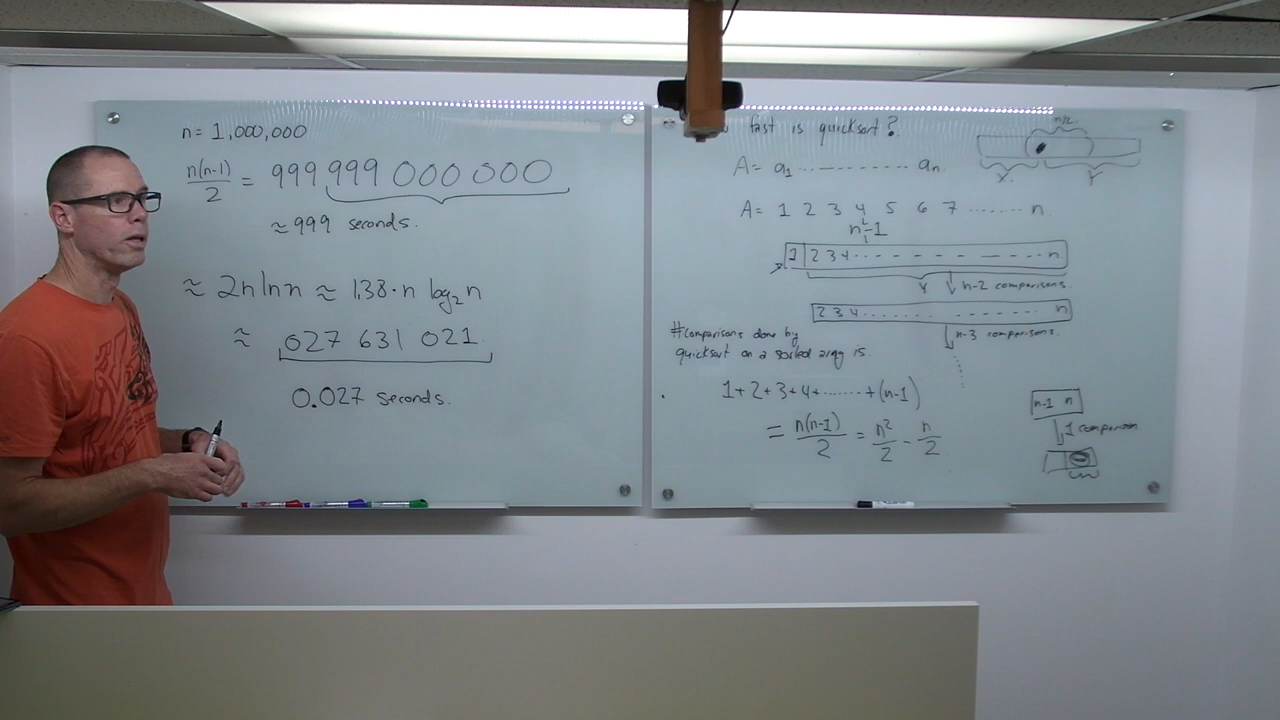 n = 1,000,000
n(n-1)/2 = 999 999 000 000 000
≈ 999 seconds.
≈ 2n ln n ≈ 1.38 · n log₂ n
≈ 027 631 021
0.027 seconds.
fast is quicksort?
n/2
A = a₁ ............ aₙ
X Y
A = 1 2 3 4 5 6 7 ....... n
n-1
1 2 3 4 ............ n
Y n-2 comparisons.
2 3 4 ............ n
n-3 comparisons.
#comparisons done by
quicksort on a sorted array is
1+2+3+4+.......+(n-1)
= n(n-1)/2 = n²/2 - n/2
n-1 n
1 comparison